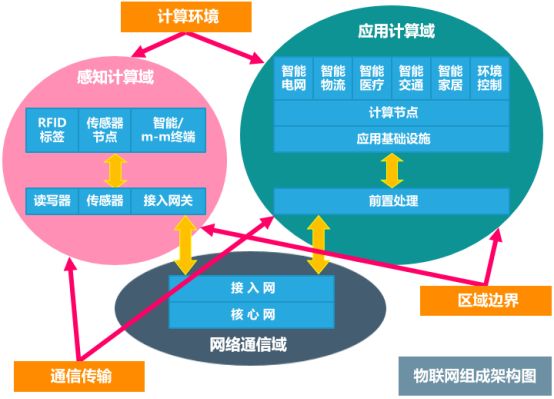 计算环境
应用计算域
感知计算域
智能 智能 智能 智能 智能 环境
电网 物流 医疗 交通 家居 控制
RFID 传感器 智能/
标签 节点 m-m终端
计算节点
应用基础设施
读写器 传感器 接入网关
前置处理
接 入 网
核 心 网
网络通信域
区域边界
通信传输
物联网组成架构图